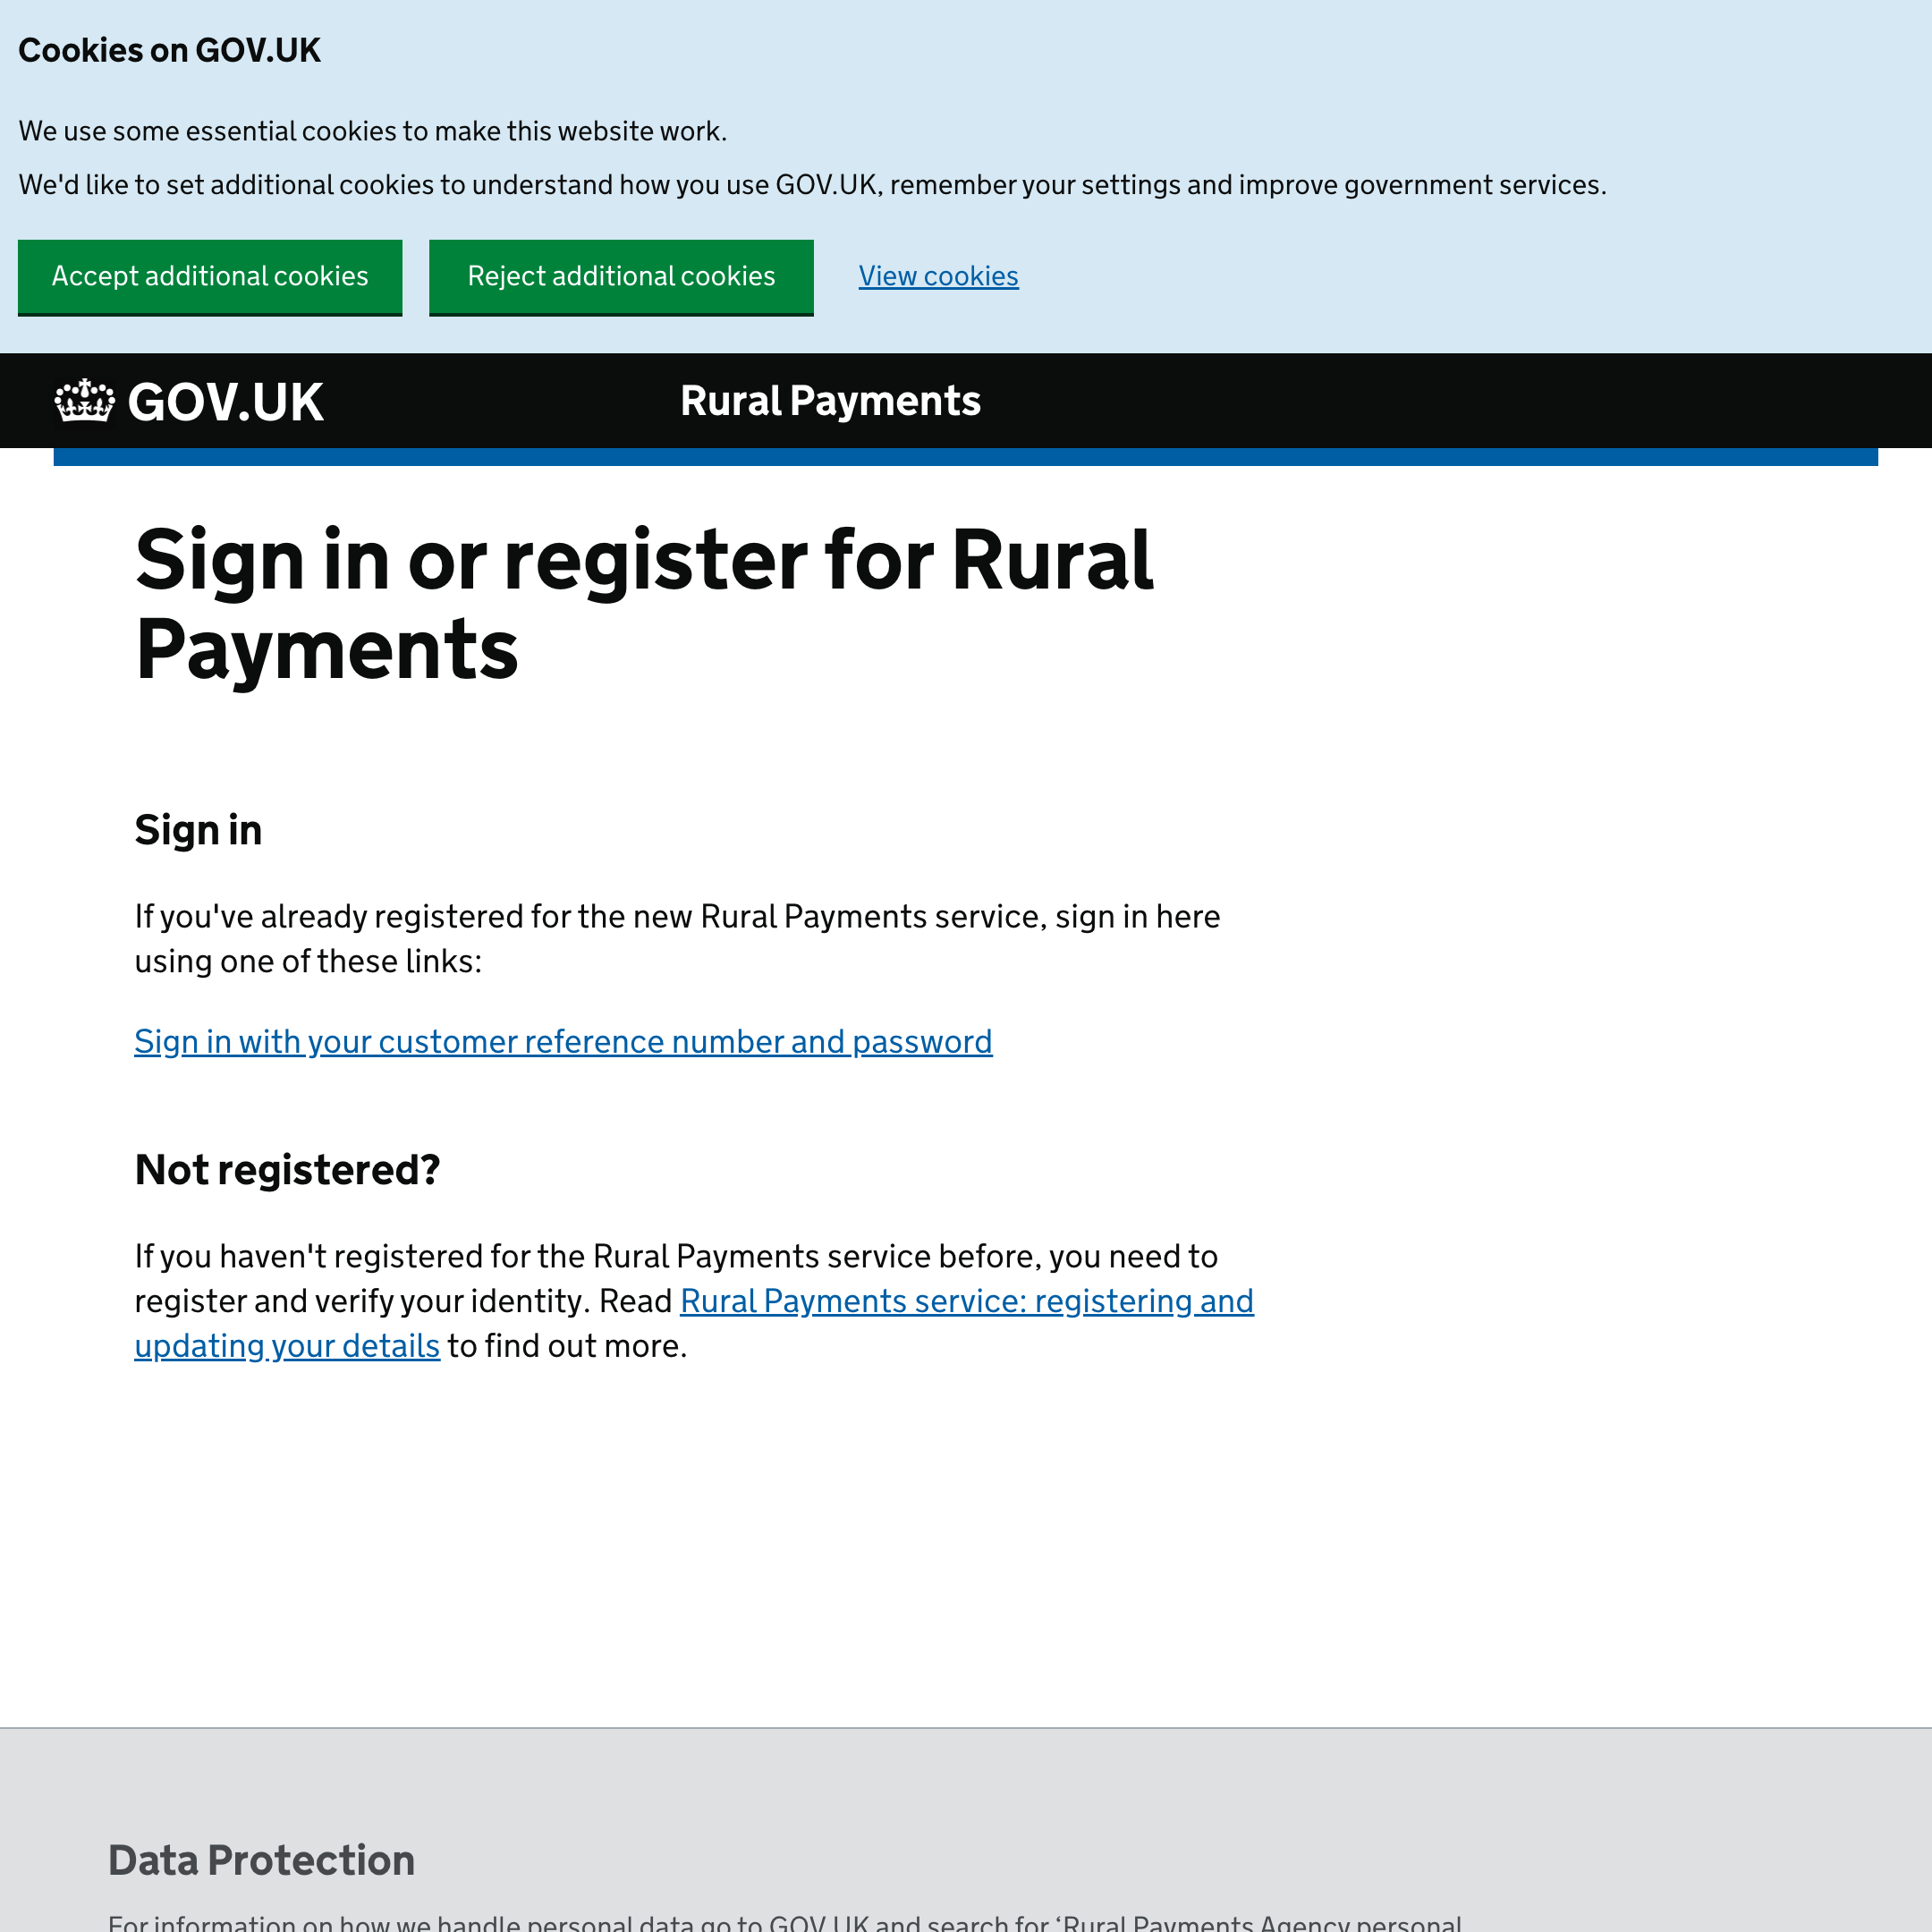 Cookies on GOV.UK
We use some essential cookies to make this website work.
We'd like to set additional cookies to understand how you use GOV.UK, remember your settings and improve government services.
Accept additional cookies
Reject additional cookies
View cookies
GOV.UK
Rural Payments
Sign in or register for Rural
Payments
Sign in
If you've already registered for the new Rural Payments service, sign in here
using one of these links:
Sign in with your customer reference number and password
Not registered?
If you haven't registered for the Rural Payments service before, you need to
register and verify your identity. Read Rural Payments service: registering and
updating your details to find out more.
Data Protection
For information on how we handle personal data go to GOV.UK and search for ‘Rural Payments Agency personal